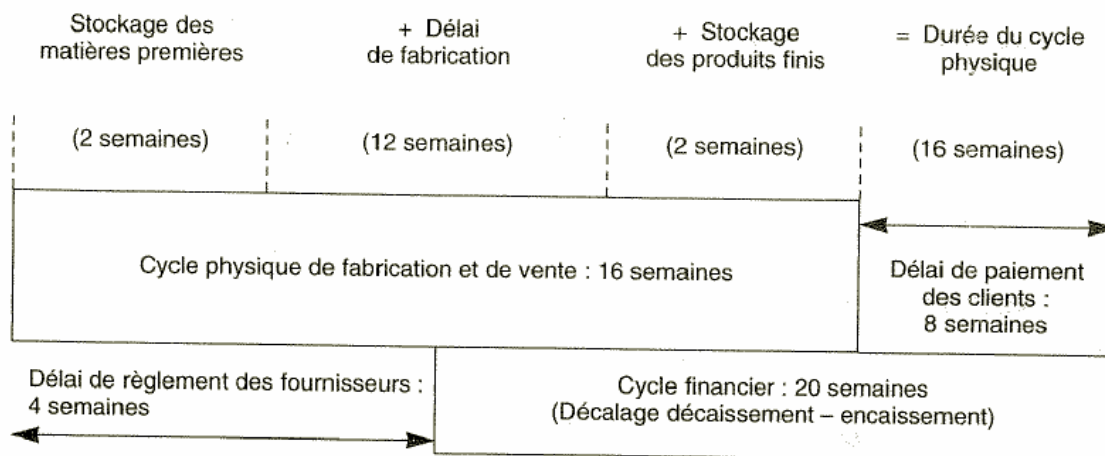 Stockage des
matières premières
+ Délai
de fabrication
+ Stockage
des produits finis
= Durée du cycle
physique
(2 semaines)
(12 semaines)
(2 semaines)
(16 semaines)
Cycle physique de fabrication et de vente : 16 semaines
Délai de paiement
des clients :
8 semaines
Délai de règlement des fournisseurs :
4 semaines
Cycle financier : 20 semaines
(Décalage décaissement – encaissement)